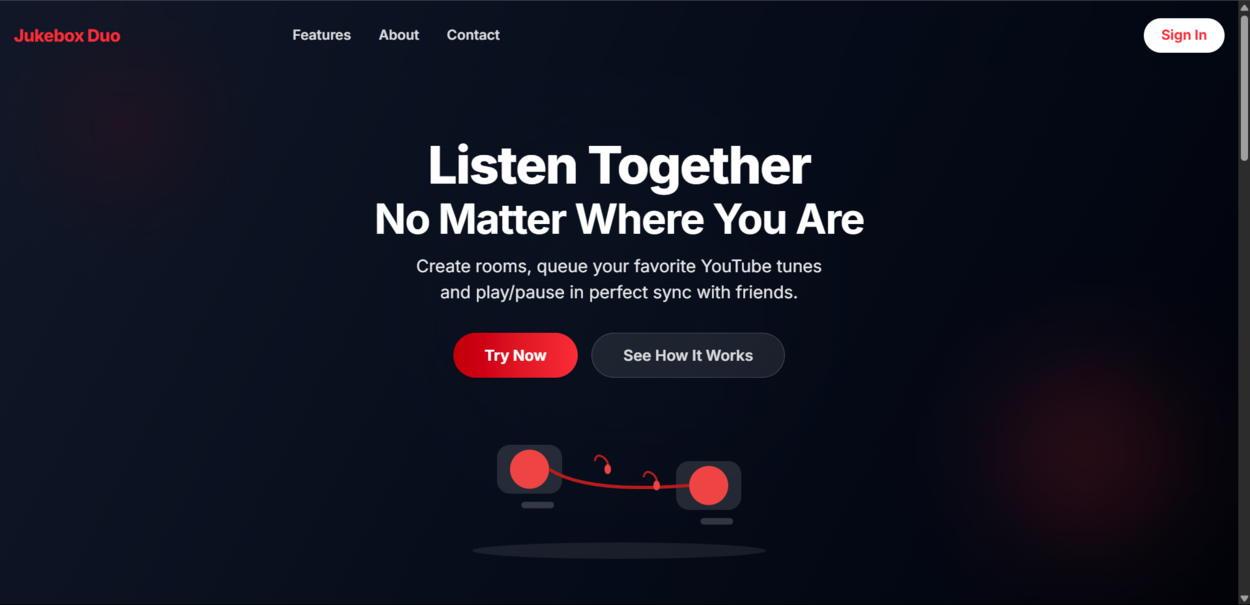 Jukebox Duo
Features
About
Contact
Sign In
Listen Together
No Matter Where You Are
Create rooms, queue your favorite YouTube tunes
and play/pause in perfect sync with friends.
Try Now
See How It Works